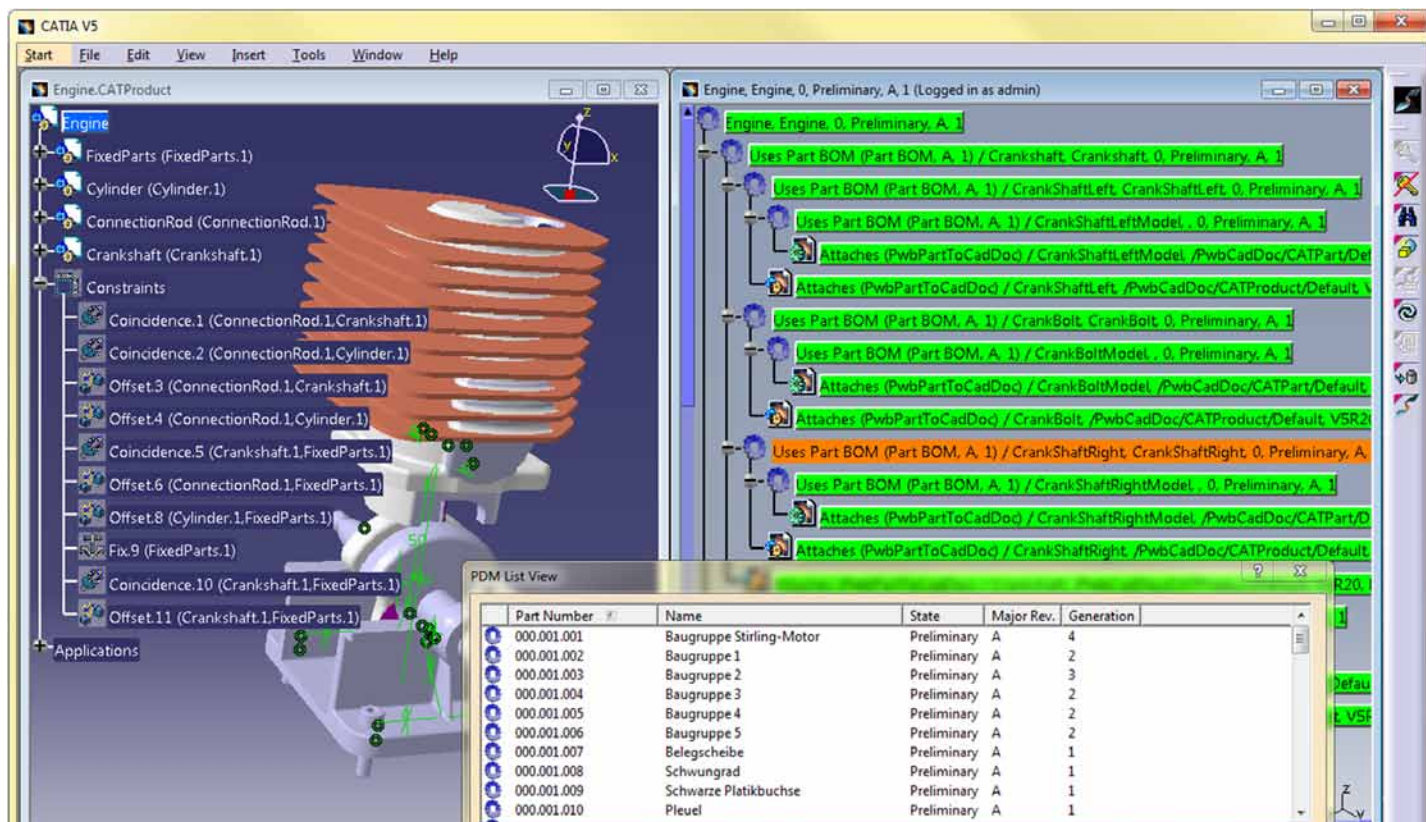 CATIA V5
Start File Edit View Insert Tools Window Help
Engine.CATProduct
Engine
FixedParts (FixedParts.1)
Cylinder (Cylinder.1)
ConnectionRod (ConnectionRod.1)
Crankshaft (Crankshaft.1)
Constraints
Coincidence.1 (ConnectionRod.1,Crankshaft.1)
Coincidence.2 (ConnectionRod.1,Cylinder.1)
Offset.3 (ConnectionRod.1,Crankshaft.1)
Offset.4 (ConnectionRod.1,Cylinder.1)
Coincidence.5 (Crankshaft.1,FixedParts.1)
Offset.6 (ConnectionRod.1,FixedParts.1)
Offset.8 (Cylinder.1,FixedParts.1)
Fix.9 (FixedParts.1)
Coincidence.10 (Crankshaft.1,FixedParts.1)
Offset.11 (Crankshaft.1,FixedParts.1)
Applications
z
y
x
50
Engine, Engine, 0, Preliminary, A, 1 (Logged in as admin)
Engine, Engine, 0, Preliminary, A, 1
Uses Part BOM (Part BOM, A, 1) / Crankshaft, Crankshaft, 0, Preliminary, A, 1
Uses Part BOM (Part BOM, A, 1) / CrankShaftLeft, CrankShaftLeft, 0, Preliminary, A, 1
Uses Part BOM (Part BOM, A, 1) / CrankShaftLeftModel, , 0, Preliminary, A, 1
Attaches (PwbPartToCadDoc) / CrankShaftLeftModel, /PwbCadDoc/CATPart/Def
Attaches (PwbPartToCadDoc) / CrankShaftLeft, /PwbCadDoc/CATProduct/Default, V
Uses Part BOM (Part BOM, A, 1) / CrankBolt, CrankBolt, 0, Preliminary, A, 1
Uses Part BOM (Part BOM, A, 1) / CrankBoltModel, , 0, Preliminary, A, 1
Attaches (PwbPartToCadDoc) / CrankBoltModel, /PwbCadDoc/CATPart/Default,
Attaches (PwbPartToCadDoc) / CrankBolt, /PwbCadDoc/CATProduct/Default, V5R20
Uses Part BOM (Part BOM, A, 1) / CrankShaftRight, CrankShaftRight, 0, Preliminary, A,
Uses Part BOM (Part BOM, A, 1) / CrankShaftRightModel, , 0, Preliminary, A, 1
Attaches (PwbPartToCadDoc) / CrankShaftRightModel, /PwbCadDoc/CATPart/D
Attaches (PwbPartToCadDoc) / CrankShaftRight, /PwbCadDoc/CATProduct/Default,
R20,
1
Defau
V5R
z
y
PDM List View
Part Number Name State Major Rev. Generation
000.001.001 Baugruppe Stirling-Motor Preliminary A 4
000.001.002 Baugruppe 1 Preliminary A 2
000.001.003 Baugruppe 2 Preliminary A 3
000.001.004 Baugruppe 3 Preliminary A 2
000.001.005 Baugruppe 4 Preliminary A 2
000.001.006 Baugruppe 5 Preliminary A 2
000.001.007 Belegscheibe Preliminary A 1
000.001.008 Schwungrad Preliminary A 1
000.001.009 Schwarze Platikbuchse Preliminary A 1
000.001.010 Pleuel Preliminary A 1